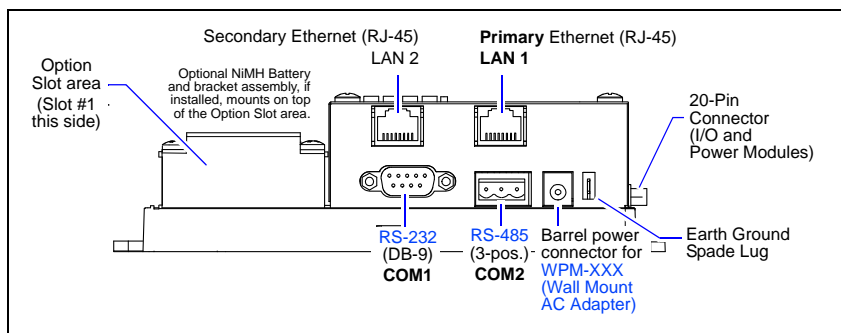 Secondary Ethernet (RJ-45)
LAN 2
Primary Ethernet (RJ-45)
LAN 1
Option
Slot area
(Slot #1
this side)
Optional NiMH Battery
and bracket assembly, if
installed, mounts on top
of the Option Slot area.
20-Pin
Connector
(I/O and
Power Modules)
RS-232
(DB-9)
COM1
RS-485
(3-pos.)
COM2
Barrel power
connector for
WPM-XXX
(Wall Mount
AC Adapter)
Earth Ground
Spade Lug